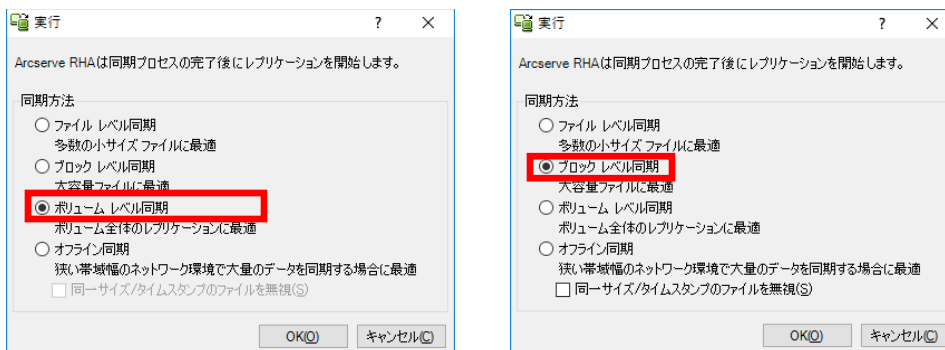 実行 ? ×
Arcserve RHAは同期プロセスの完了後にレプリケーションを開始します。
同期方法
ファイル レベル同期
多数の小サイズ ファイルに最適
ブロック レベル同期
大容量ファイルに最適
ボリューム レベル同期
ボリューム全体のレプリケーションに最適
オフライン同期
狭い帯域幅のネットワーク環境で大量のデータを同期する場合に最適
同一サイズ/タイムスタンプのファイルを無視(S)
OK(O) キャンセル(C)
実行 ? ×
Arcserve RHAは同期プロセスの完了後にレプリケーションを開始します。
同期方法
ファイル レベル同期
多数の小サイズ ファイルに最適
ブロック レベル同期
大容量ファイルに最適
ボリューム レベル同期
ボリューム全体のレプリケーションに最適
オフライン同期
狭い帯域幅のネットワーク環境で大量のデータを同期する場合に最適
同一サイズ/タイムスタンプのファイルを無視(S)
OK(O) キャンセル(C)